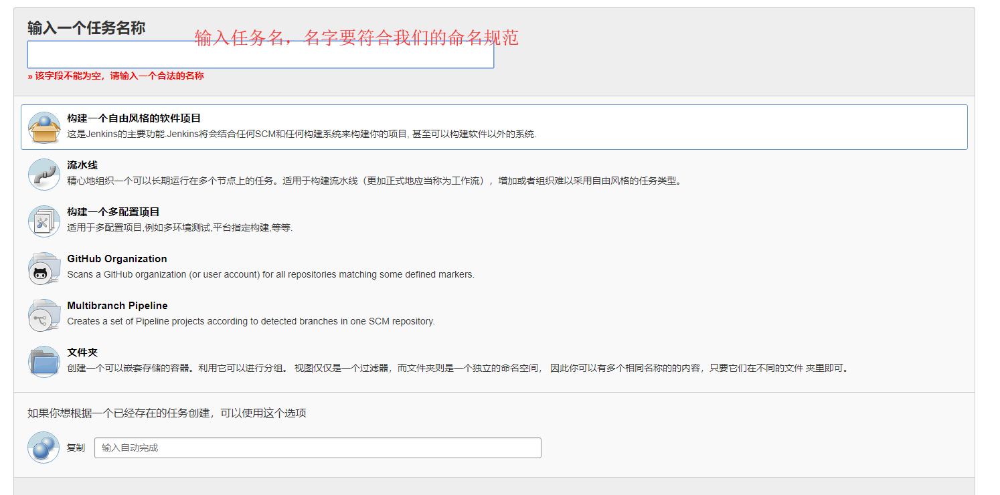 输入一个任务名称
输入任务名，名字要符合我们的命名规范
» 该字段不能为空，请输入一个合法的名称
构建一个自由风格的软件项目
这是Jenkins的主要功能.Jenkins将会结合任何SCM和任何构建系统来构建你的项目, 甚至可以构建软件以外的系统.
流水线
精心地组织一个可以长期运行在多个节点上的任务。适用于构建流水线（更加正式地应当称为工作流），增加或者组织难以采用自由风格的任务类型。
构建一个多配置项目
适用于多配置项目,例如多环境测试,平台指定构建,等等.
GitHub Organization
Scans a GitHub organization (or user account) for all repositories matching some defined markers.
Multibranch Pipeline
Creates a set of Pipeline projects according to detected branches in one SCM repository.
文件夹
创建一个可以嵌套存储的容器。利用它可以进行分组。 视图仅仅是一个过滤器，而文件夹则是一个独立的命名空间， 因此你可以有多个相同名称的的内容，只要它们在不同的文件 夹里即可。
如果你想根据一个已经存在的任务创建，可以使用这个选项
复制
输入自动完成